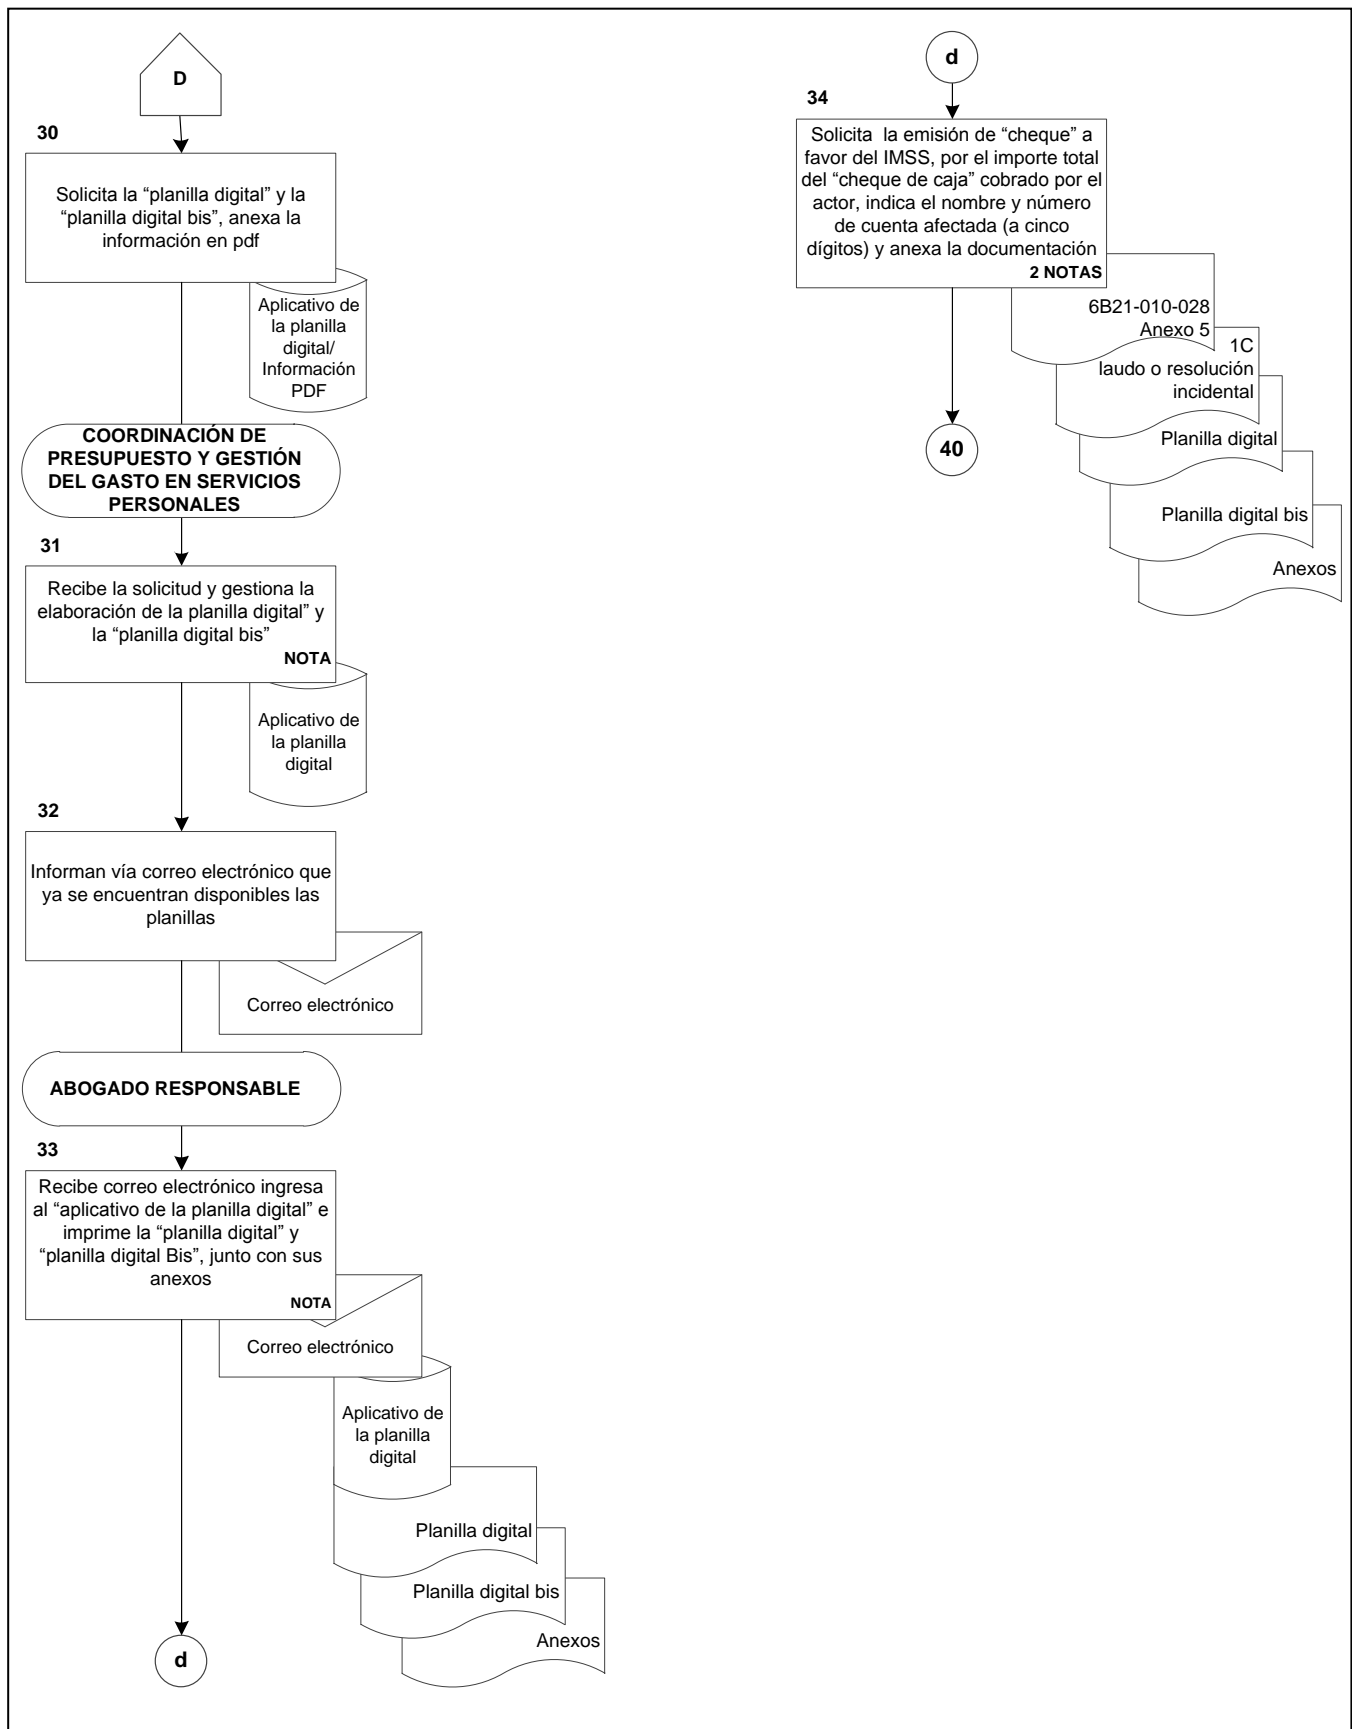 D
30
Solicita la “planilla digital” y la
“planilla digital bis”, anexa la
información en pdf
Aplicativo de
la planilla
digital/
Información
PDF
COORDINACIÓN DE
PRESUPUESTO Y GESTIÓN
DEL GASTO EN SERVICIOS
PERSONALES
31
Recibe la solicitud y gestiona la
elaboración de la planilla digital” y
la “planilla digital bis”
NOTA
Aplicativo de
la planilla
digital
32
Informan vía correo electrónico que
ya se encuentran disponibles las
planillas
Correo electrónico
ABOGADO RESPONSABLE
33
Recibe correo electrónico ingresa
al “aplicativo de la planilla digital” e
imprime la “planilla digital” y
“planilla digital Bis”, junto con sus
anexos
NOTA
Correo electrónico
Aplicativo de
la planilla
digital
Planilla digital
Planilla digital bis
Anexos
d
d
34
Solicita la emisión de “cheque” a
favor del IMSS, por el importe total
del “cheque de caja” cobrado por el
actor, indica el nombre y número
de cuenta afectada (a cinco
dígitos) y anexa la documentación
2 NOTAS
6B21-010-028
Anexo 5
1C
laudo o resolución
incidental
Planilla digital
Planilla digital bis
Anexos
40